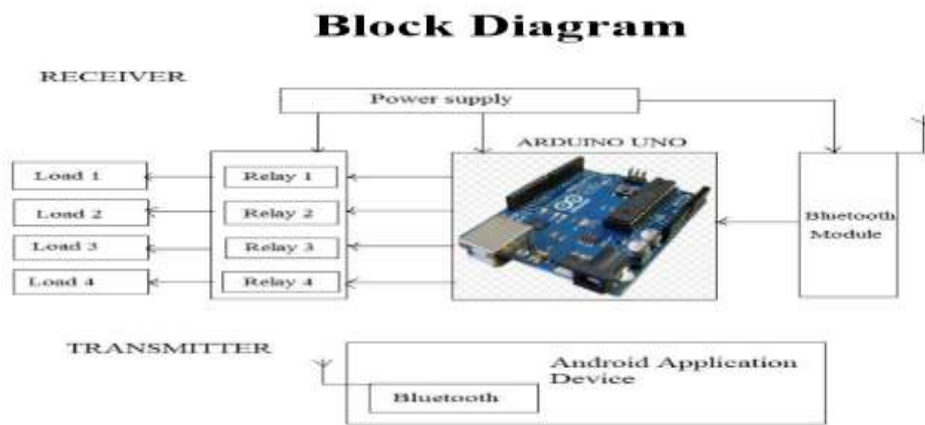 Block Diagram
RECEIVER
Power supply
ARDUINO UNO
Load 1
Relay 1
Load 2
Relay 2
Bluetooth
Module
Load 3
Relay 3
Load 4
Relay 4
TRANSMITTER
Android Application
Device
Bluetooth